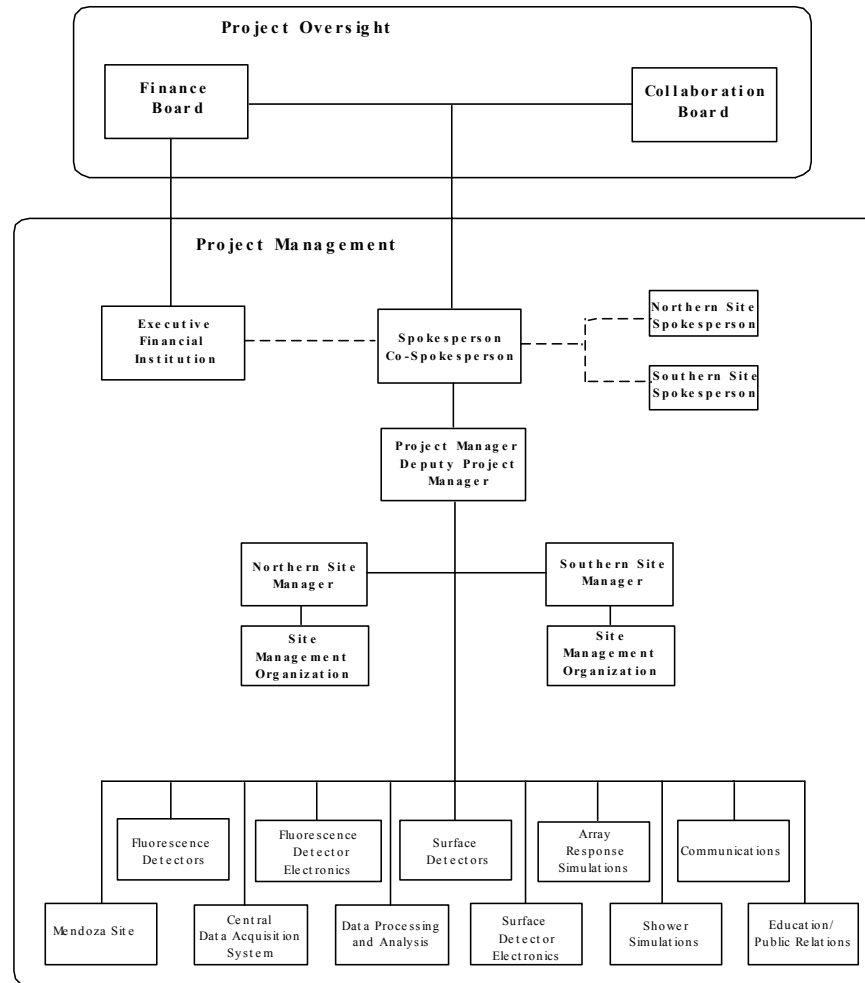 Project Oversight
Finance
Board
Collaboration
Board
Project Management
Executive
Financial
Institution
Spokesperson
Co-Spokesperson
Northern Site
Spokesperson
Southern Site
Spokesperson
Project Manager
Deputy Project
Manager
Northern Site
Manager
Southern Site
Manager
Site
Management
Organization
Site
Management
Organization
Fluorescence
Detectors
Fluorescence
Detector
Electronics
Surface
Detectors
Array
Response
Simulations
Communications
Mendoza Site
Central
Data Acquisition
System
Data Processing
and Analysis
Surface
Detector
Electronics
Shower
Simulations
Education/
Public Relations